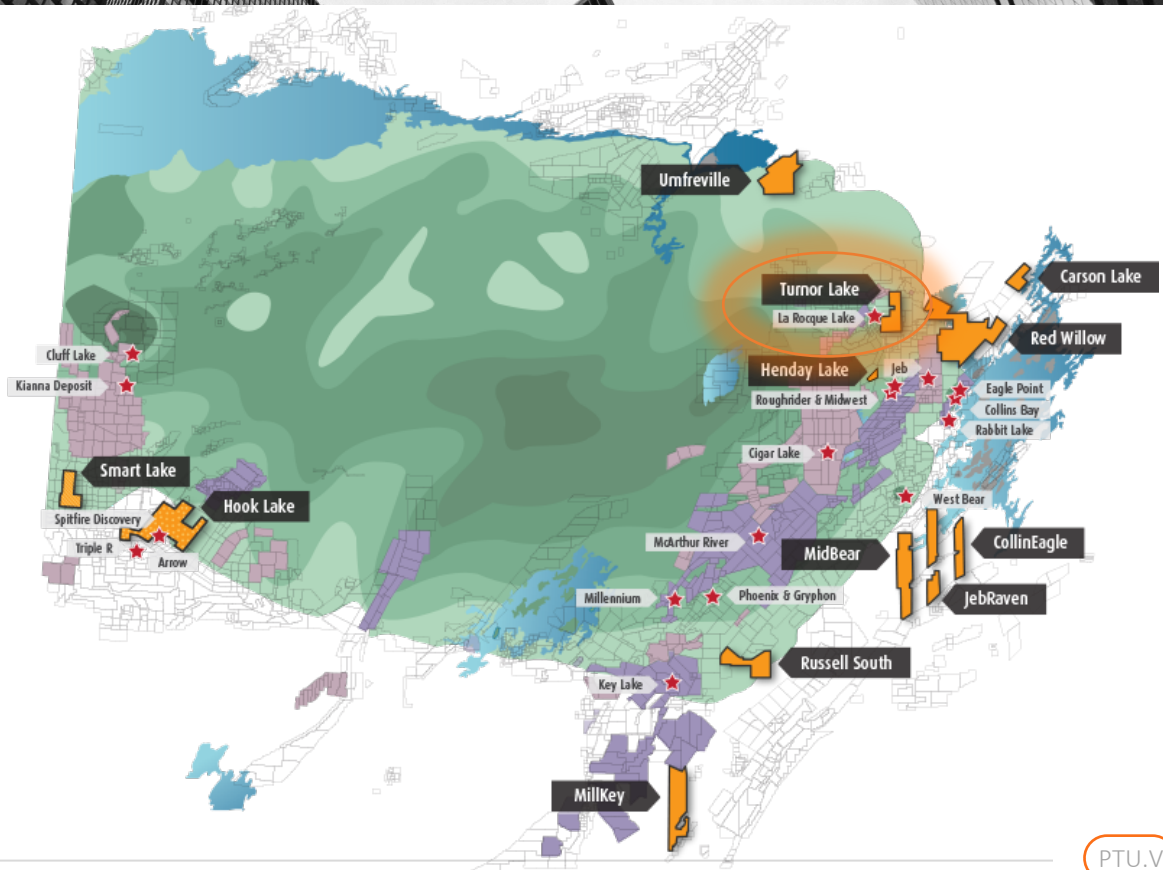 Umfreville
Carson Lake
Turnor Lake
La Rocque Lake
Red Willow
Cluff Lake
Henday Lake
Jeb
Kianna Deposit
Eagle Point
Roughrider & Midwest
Collins Bay
Rabbit Lake
Cigar Lake
Smart Lake
West Bear
Hook Lake
Spitfire Discovery
McArthur River
CollinEagle
Triple R
MidBear
Arrow
Millennium
Phoenix & Gryphon
JebRaven
Russell South
Key Lake
MillKey
PTU.V